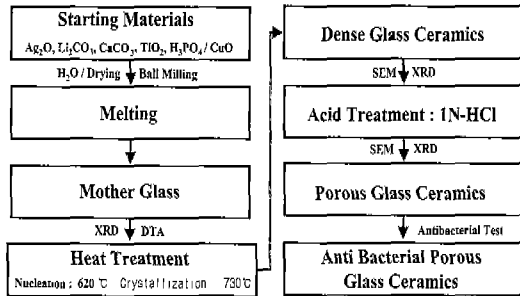 Starting Materials
Ag2O, Li2CO3, CaCO3, TiO2, H3PO4 / CuO
H2O / Drying Ball Milling
Melting
Mother Glass
XRD DTA
Heat Treatment
Nucleation : 620 ℃ Crystallization 730℃
Dense Glass Ceramics
SEM XRD
Acid Treatment : 1N-HCl
SEM XRD
Porous Glass Ceramics
Antibacterial Test
Anti Bacterial Porous
Glass Ceramics